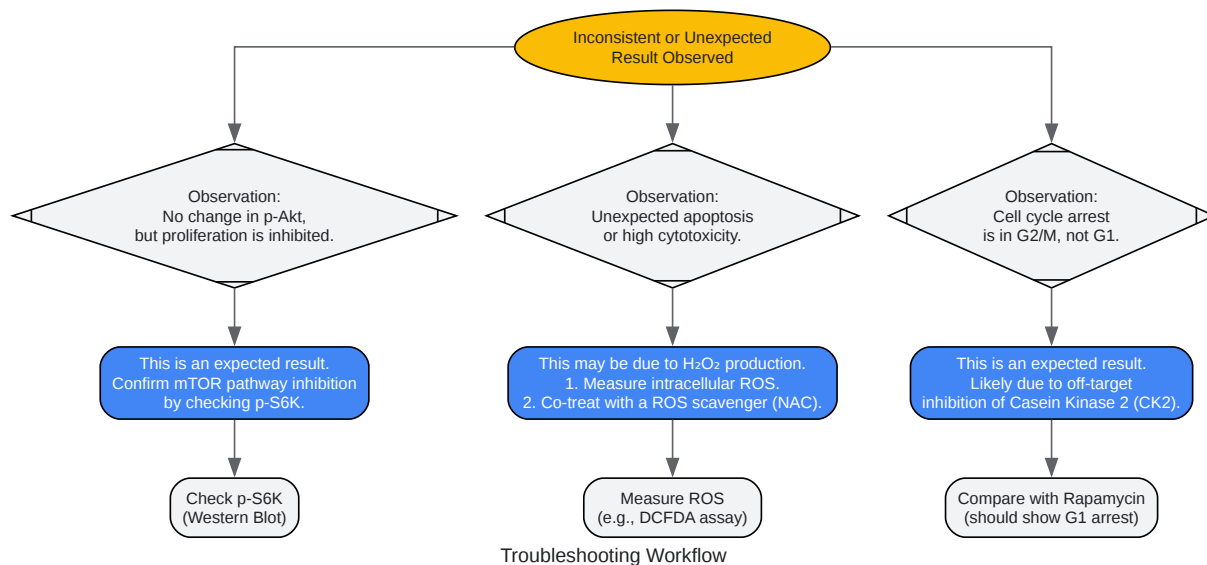 Inconsistent or Unexpected
Result Observed
Observation:
No change in p-Akt,
but proliferation is inhibited.
Observation:
Unexpected apoptosis
or high cytotoxicity.
Observation:
Cell cycle arrest
is in G2/M, not G1.
This is an expected result.
Confirm mTOR pathway inhibition
by checking p-S6K.
This may be due to H₂O₂ production.
1. Measure intracellular ROS.
2. Co-treat with a ROS scavenger (NAC).
This is an expected result.
Likely due to off-target
inhibition of Casein Kinase 2 (CK2).
Check p-S6K
(Western Blot)
Measure ROS
(e.g., DCFDA assay)
Compare with Rapamycin
(should show G1 arrest)
Troubleshooting Workflow